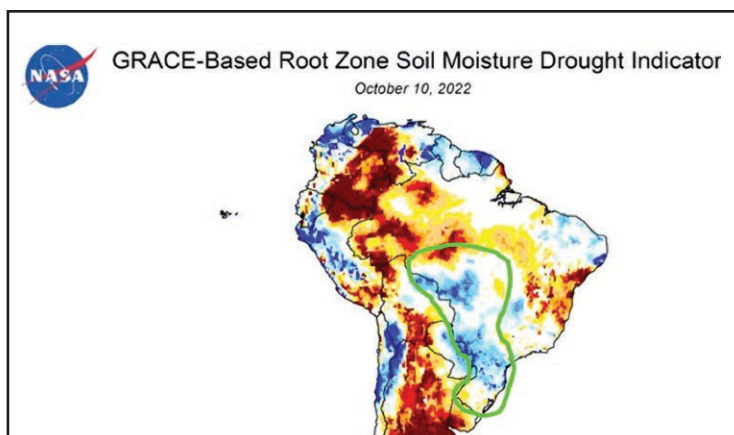 NASA
GRACE-Based Root Zone Soil Moisture Drought Indicator
October 10, 2022